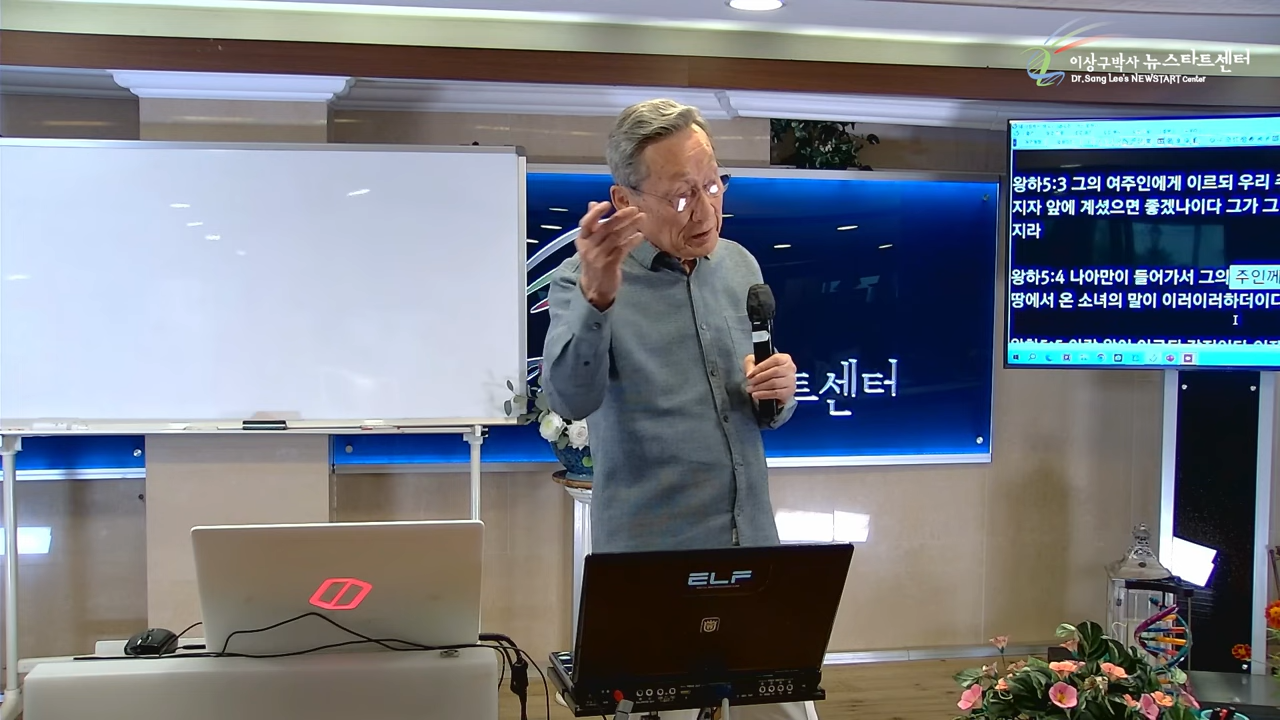 이상구박사 뉴스타트센터
Dr. Sang Lee's NEWSTART Center
왕하5:3 그의 여주인에게 이르되 우리
지자 앞에 계셨으면 좋겠나이다 그가 그
지라
왕하5:4 나아만이 들어가서 그의 주인께
땅에서 온 소녀의 말이 이러이러하더이다
트센터
ELF